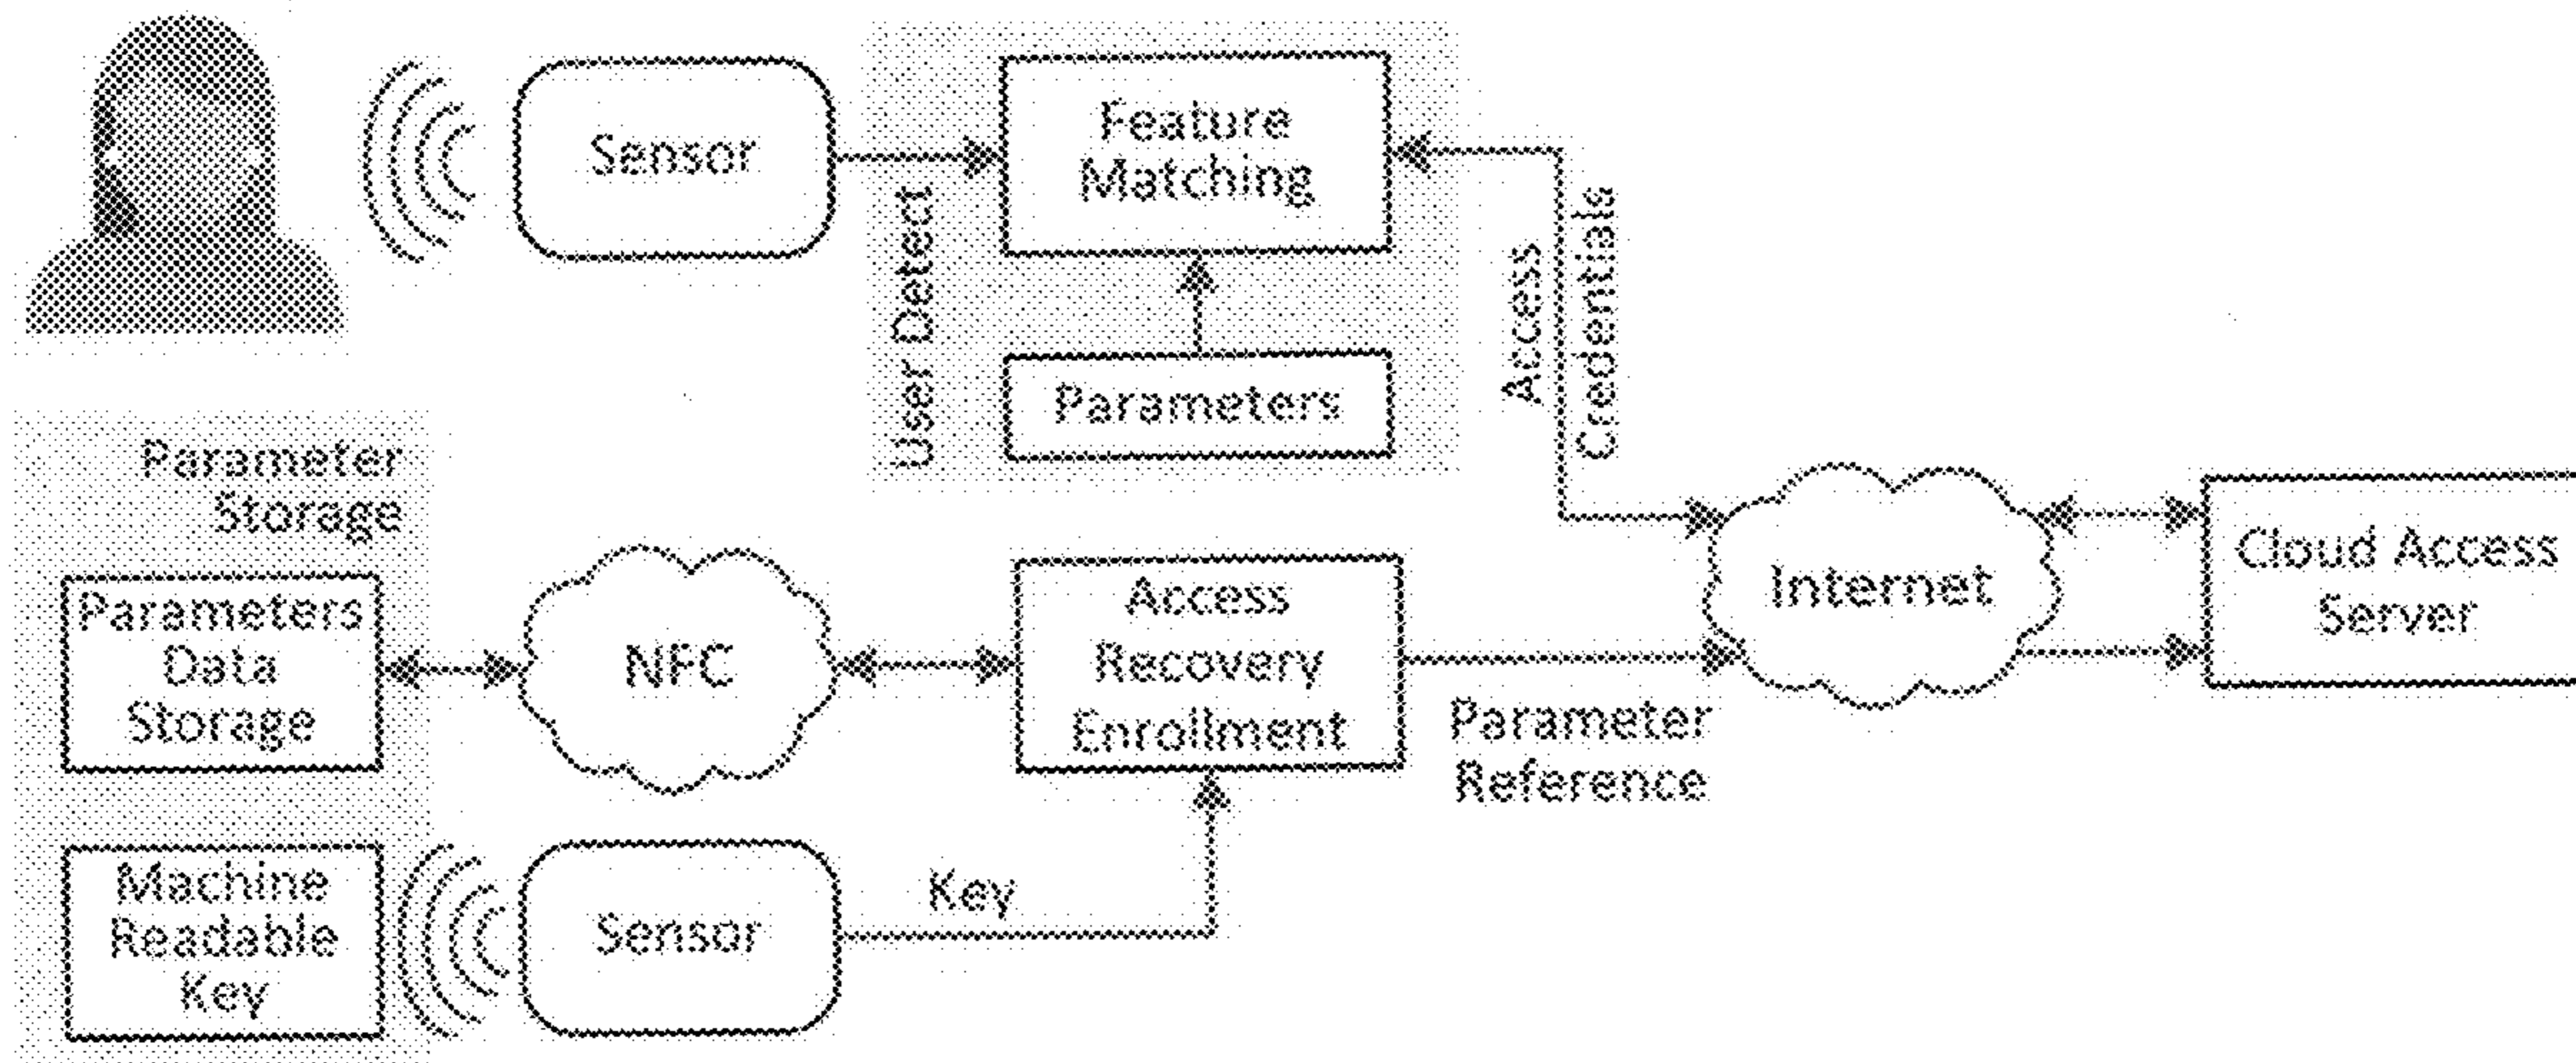 Sensor
Feature
Matching
User Detect
Parameters
Access
Credentials
Parameter
Storage
Parameters
Data
Storage
NFC
Access
Recovery
Enrollment
Parameter
Reference
Internet
Cloud Access
Server
Machine
Readable
Key
Sensor
Key